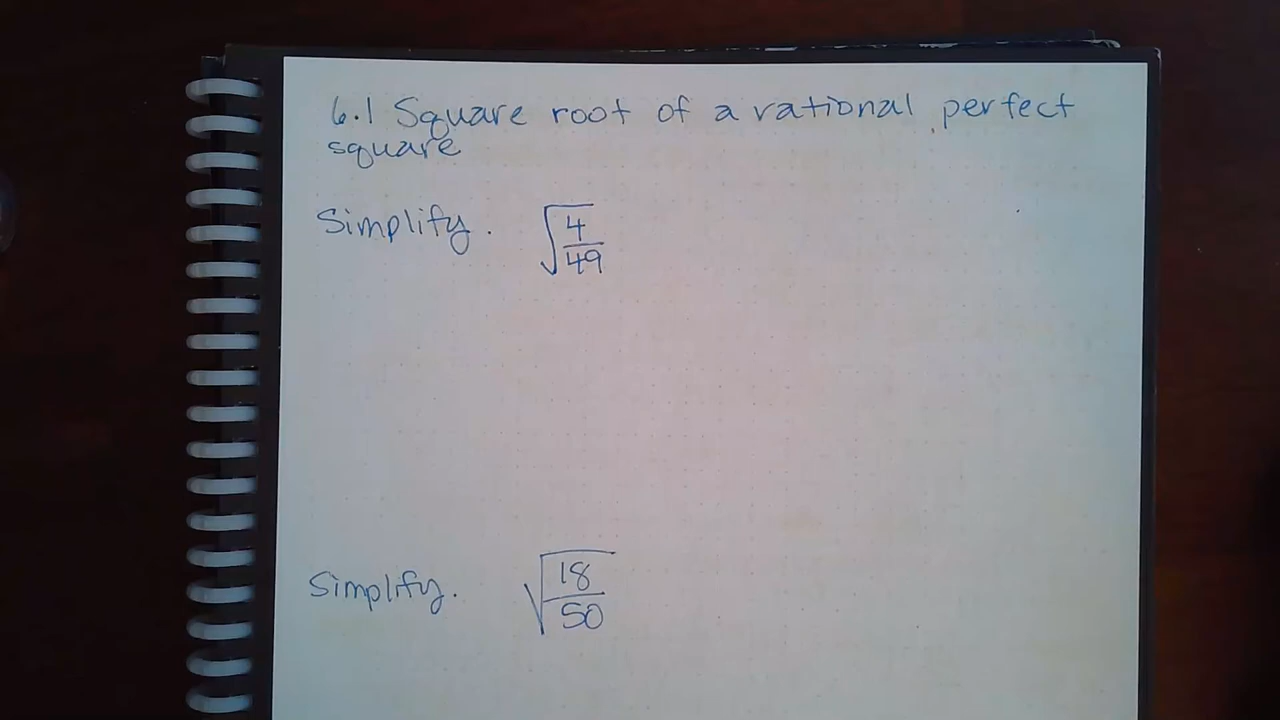 6.1 Square root of a rational perfect
square
Simplify. √(4/49)
Simplify. √(18/50)